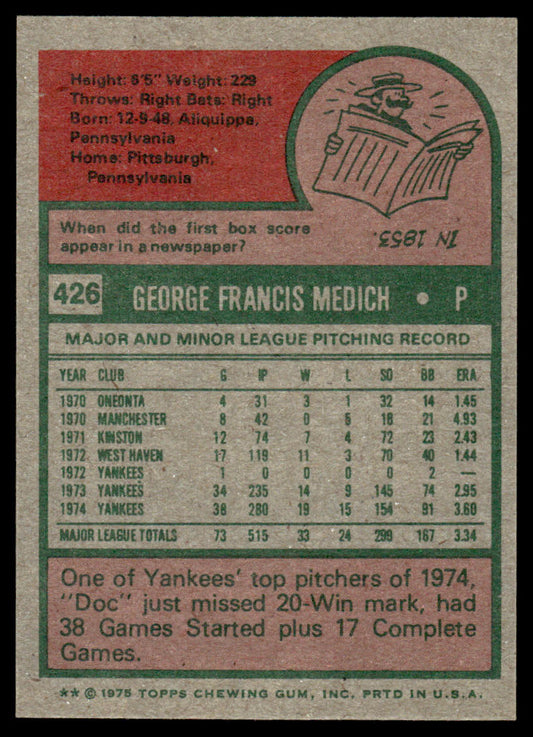 Height: 6'5" Weight: 229
Throws: Right Bats: Right
Born: 12-9-48, Aliquippa,
Pennsylvania
Home: Pittsburgh,
Pennsylvania
When did the first box score
appear in a newspaper?
IN 1853.
426 GEORGE FRANCIS MEDICH • P
MAJOR AND MINOR LEAGUE PITCHING RECORD
YEAR CLUB G IP W L SO BB ERA
1970 ONEONTA 4 31 3 1 32 14 1.45
1970 MANCHESTER 8 42 0 5 18 21 4.93
1971 KINSTON 12 74 7 4 72 23 2.43
1972 WEST HAVEN 17 119 11 3 70 40 1.44
1972 YANKEES 1 0 0 0 0 2 —
1973 YANKEES 34 235 14 9 145 74 2.95
1974 YANKEES 38 280 19 15 154 91 3.60
MAJOR LEAGUE TOTALS 73 515 33 24 299 167 3.34
One of Yankees' top pitchers of 1974,
"Doc" just missed 20-Win mark, had
38 Games Started plus 17 Complete
Games.
** © 1975 TOPPS CHEWING GUM, INC. PRTD IN U.S.A.